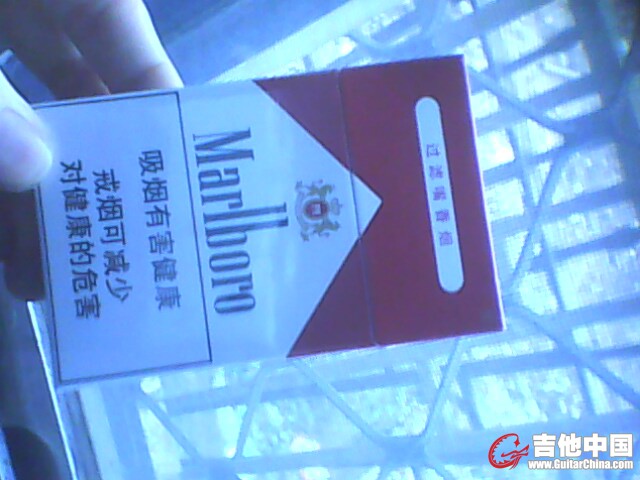 过滤嘴香烟
Marlboro
吸烟有害健康
戒烟可减少
对健康的危害
吉他中国
www.GuitarChina.com